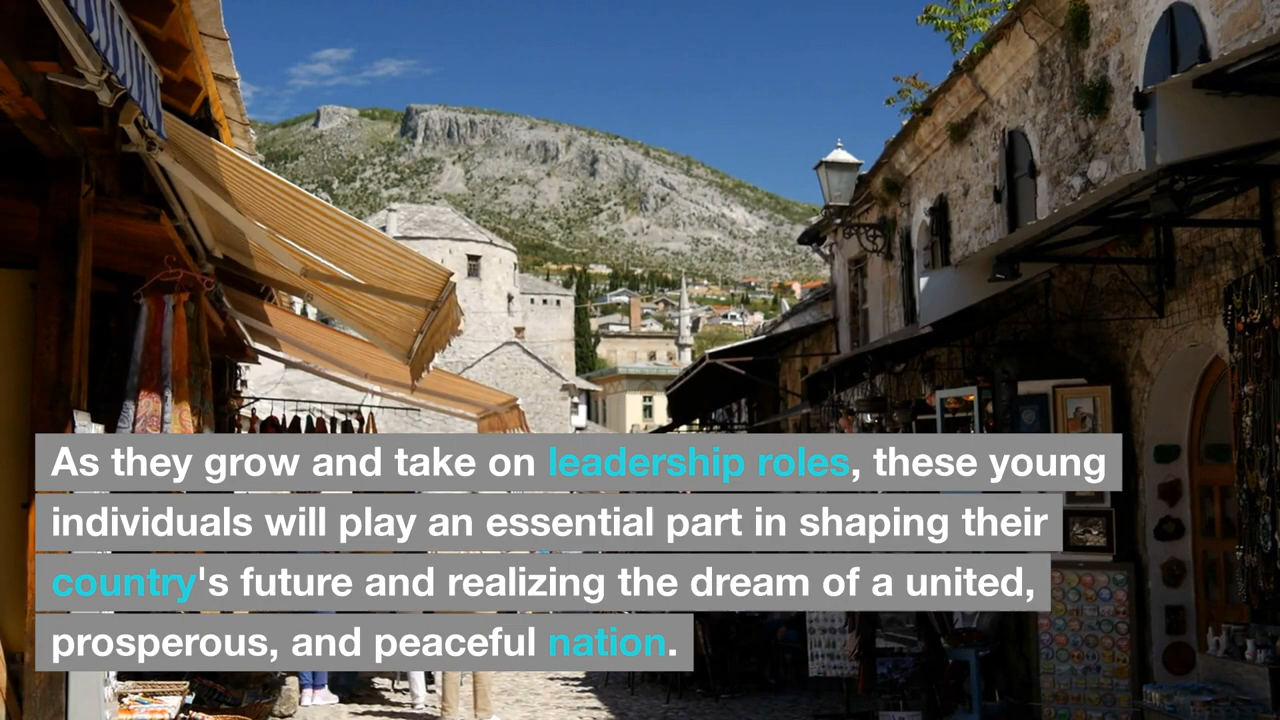 As they grow and take on leadership roles, these young
individuals will play an essential part in shaping their
country's future and realizing the dream of a united,
prosperous, and peaceful nation.